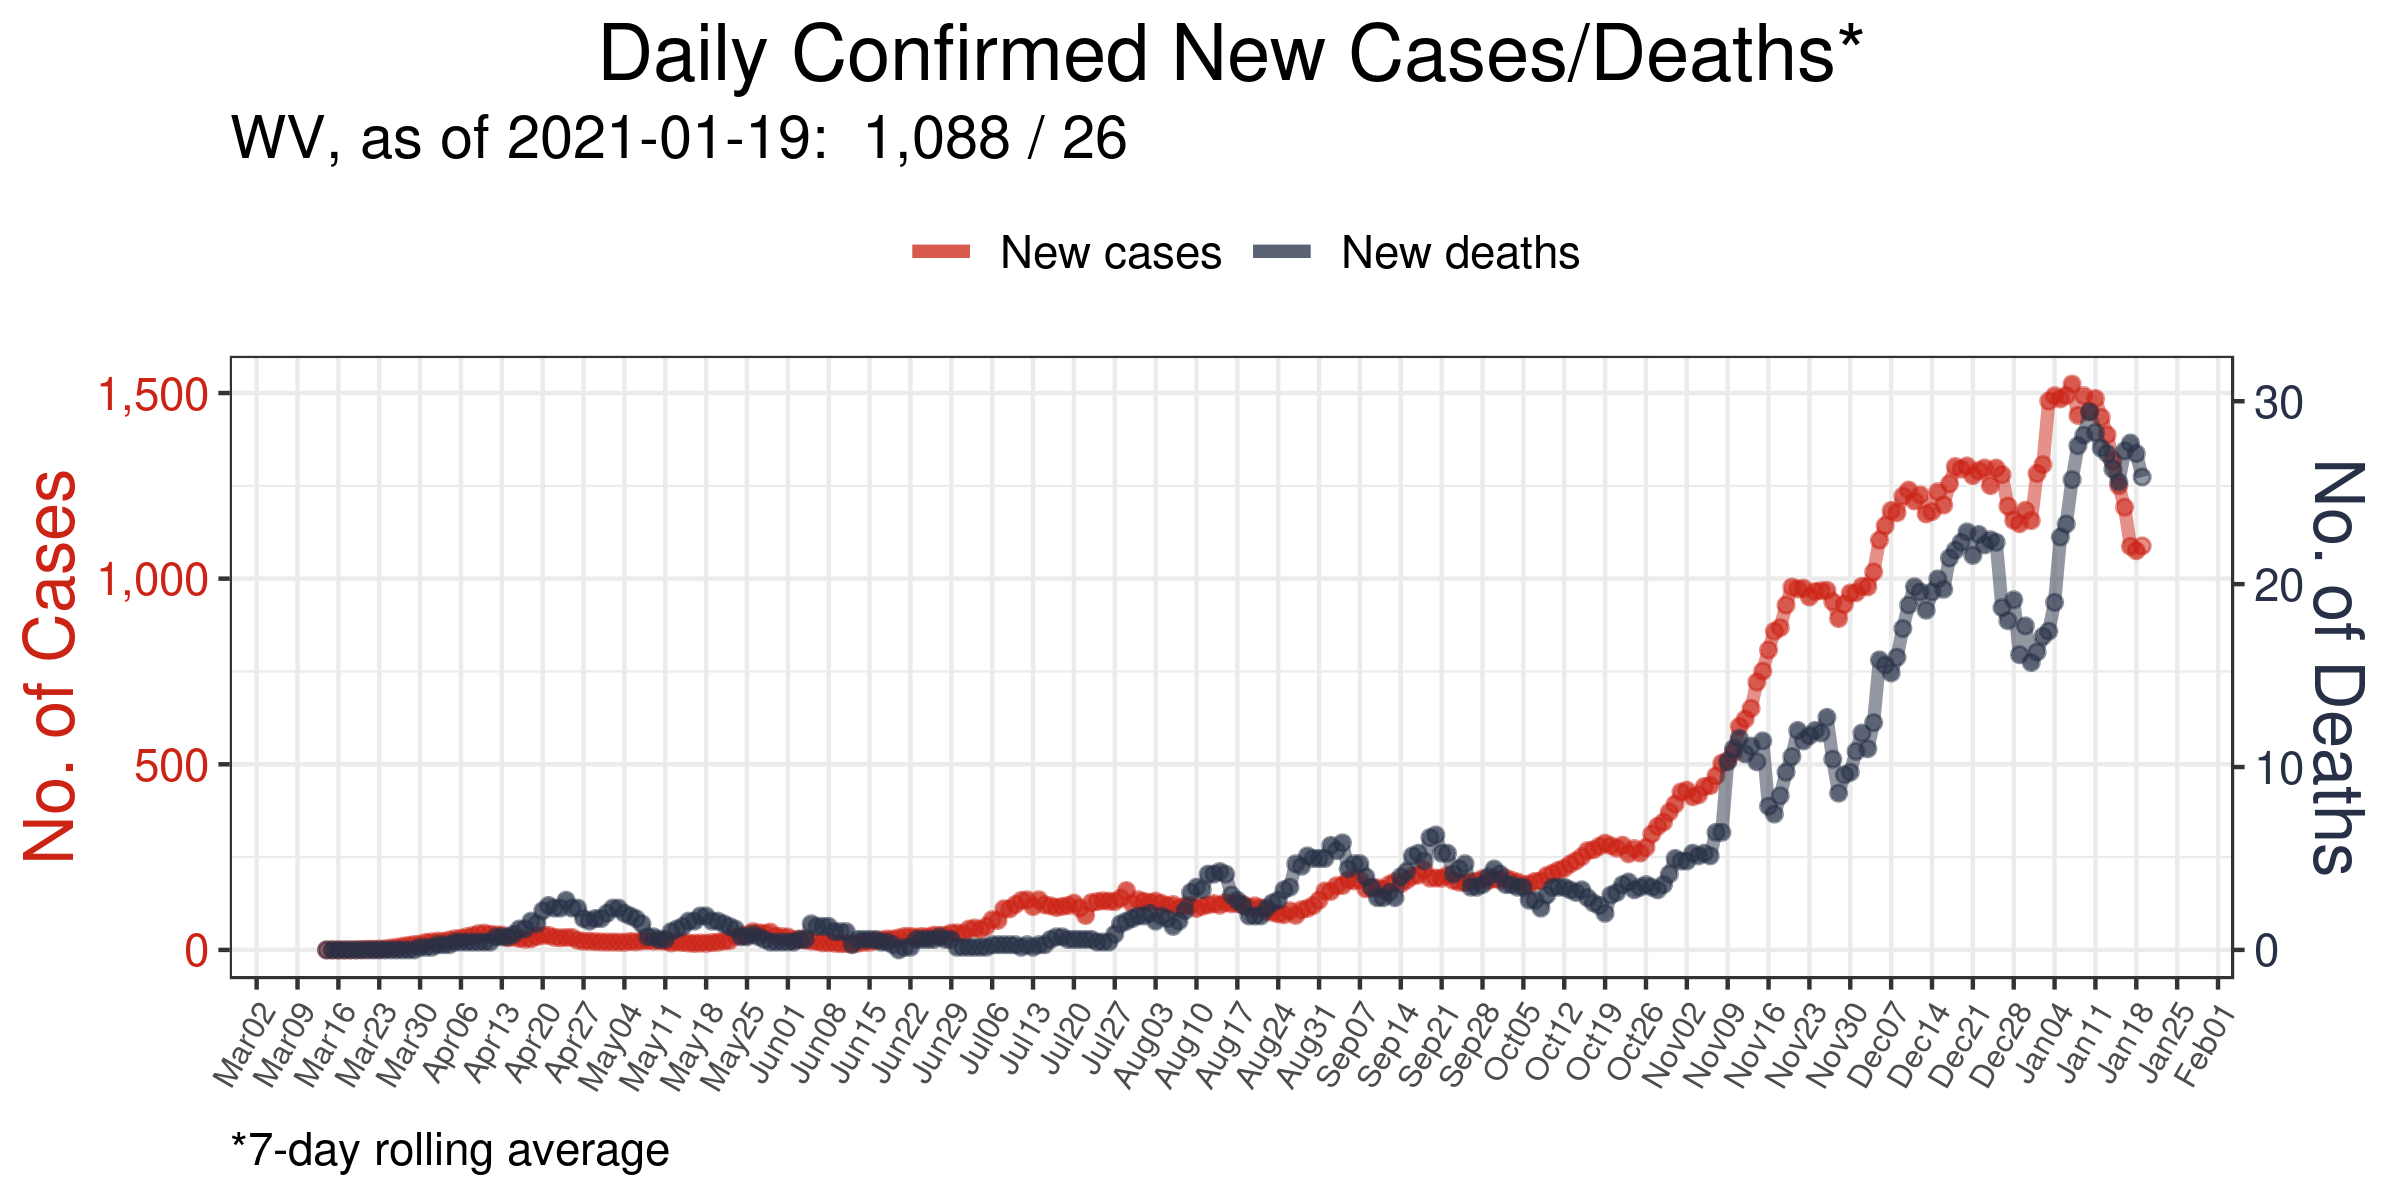 Daily Confirmed New Cases/Deaths*
WV, as of 2021-01-19:  1,088 / 26
New cases
New deaths
No. of Cases
1,500
1,000
500
0
30
20
10
0
No. of Deaths
Mar02
Mar09
Mar16
Mar23
Mar30
Apr06
Apr13
Apr20
Apr27
May04
May11
May18
May25
Jun01
Jun08
Jun15
Jun22
Jun29
Jul06
Jul13
Jul20
Jul27
Aug03
Aug10
Aug17
Aug24
Aug31
Sep07
Sep14
Sep21
Sep28
Oct05
Oct12
Oct19
Oct26
Nov02
Nov09
Nov16
Nov23
Nov30
Dec07
Dec14
Dec21
Dec28
Jan04
Jan11
Jan18
Jan25
Feb01
*7-day rolling average